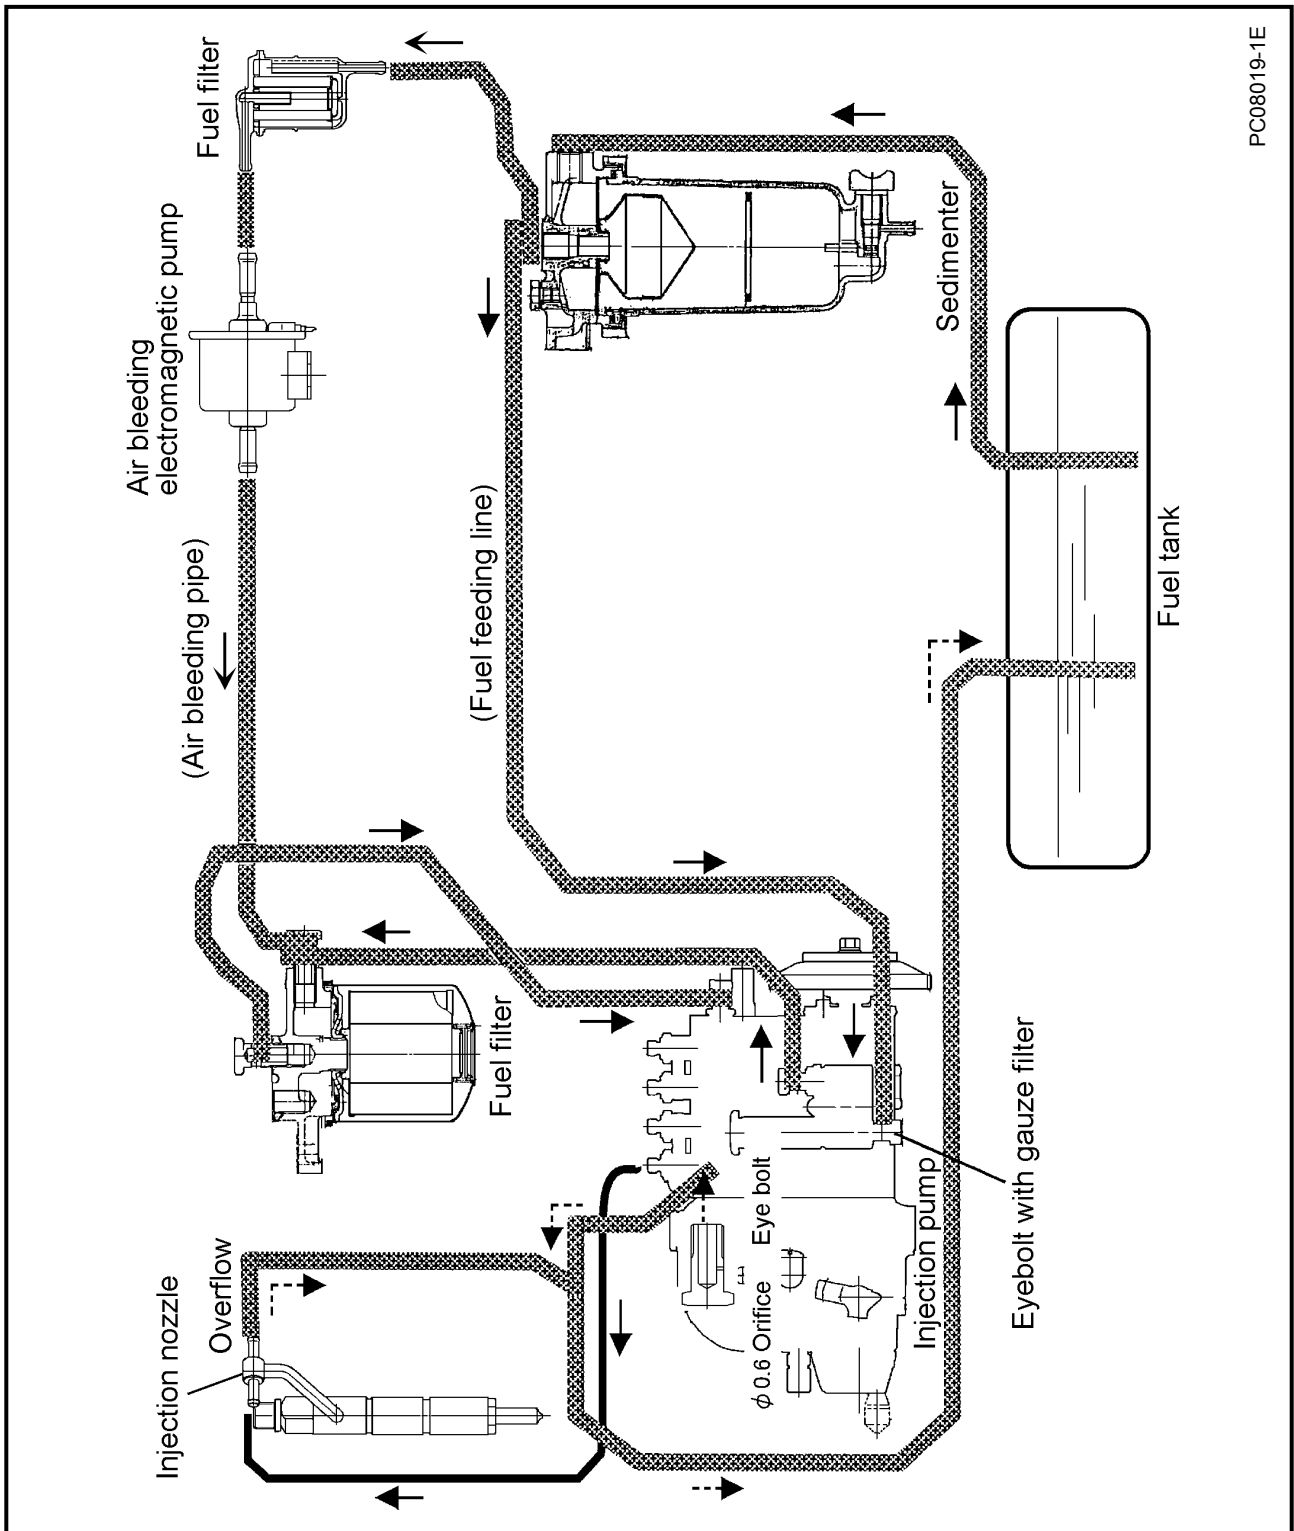 Injection nozzle
Overflow
Fuel filter
(Air bleeding pipe)
Air bleeding
electromagnetic pump
Fuel filter
(Fuel feeding line)
φ 0.6 Orifice
Eye bolt
Injection pump
Eyebolt with gauze filter
Sedimenter
Fuel tank
PC08019-1E